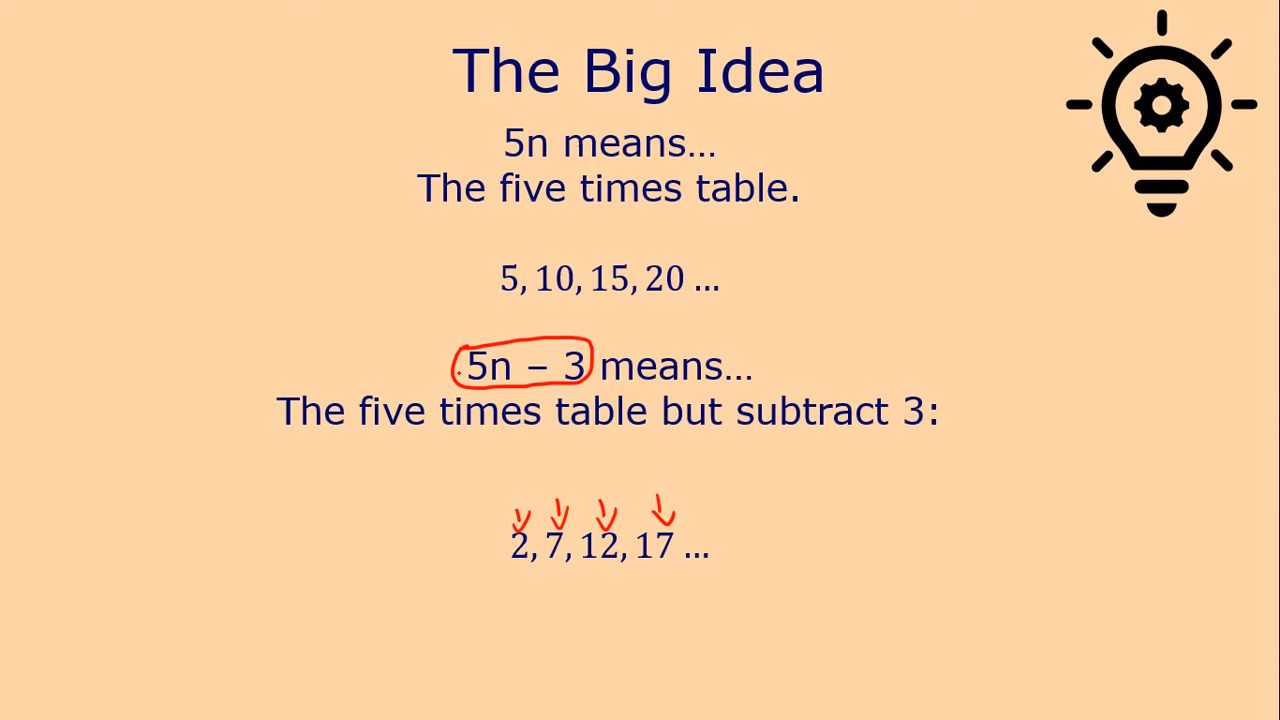 The Big Idea
5n means…
The five times table.
5, 10, 15, 20 …
5n – 3 means…
The five times table but subtract 3:
2, 7, 12, 17 …